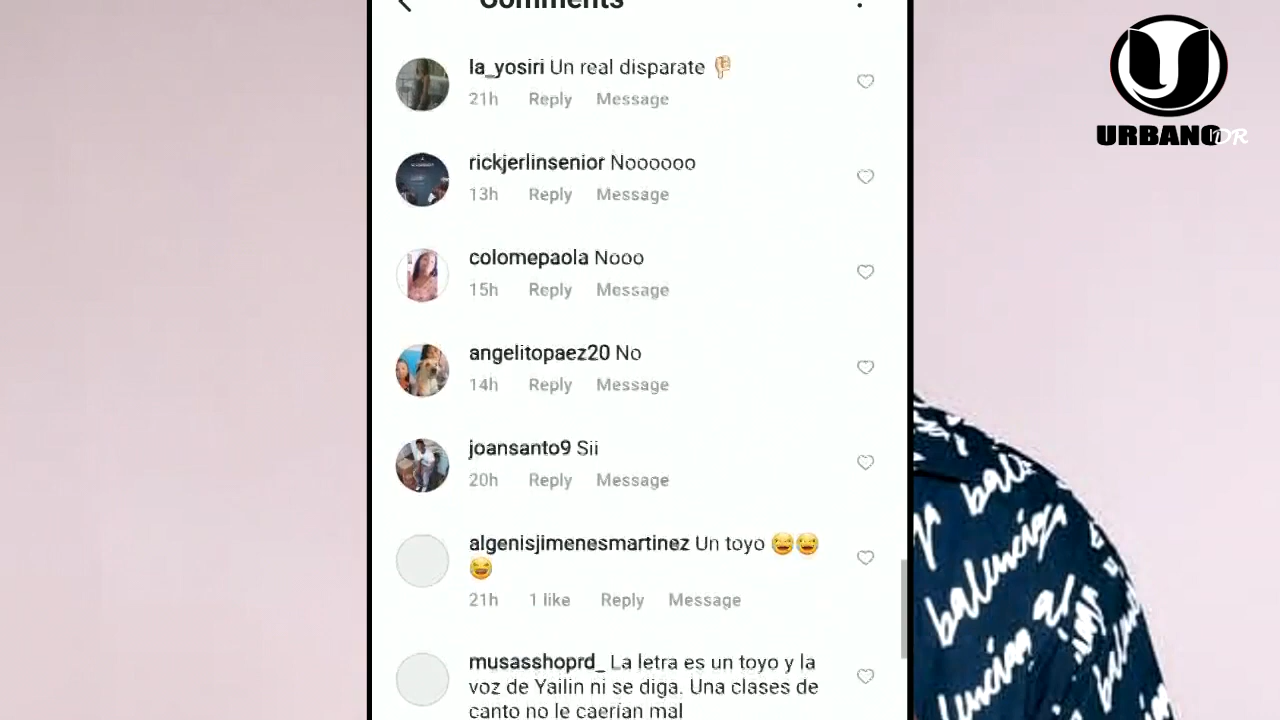 Comments
la_yosiri Un real disparate 👎
21h Reply Message
rickjerlinsenior Noooooo
13h Reply Message
colomepaola Nooo
15h Reply Message
angelitopaez20 No
14h Reply Message
joansanto9 Sii
20h Reply Message
algenisjimenesmartinez Un toyo 😂😂
😂
21h 1 like Reply Message
musasshoprd_ La letra es un toyo y la
voz de Yailin ni se diga. Una clases de
canto no le caerían mal
URBANO DR
balenciaga